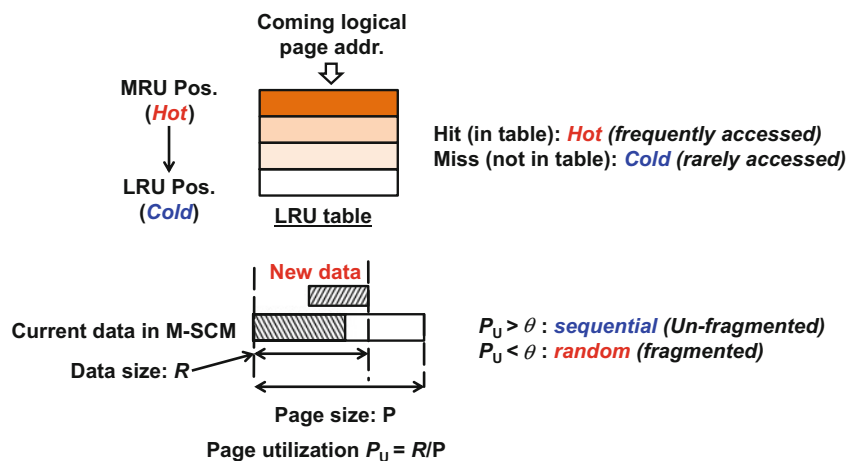 Coming logical
page addr.
MRU Pos.
(Hot)
LRU Pos.
(Cold)
LRU table
Hit (in table): Hot (frequently accessed)
Miss (not in table): Cold (rarely accessed)
New data
Current data in M-SCM
Data size: R
Page size: P
Page utilization PU = R/P
PU > θ : sequential (Un-fragmented)
PU < θ : random (fragmented)